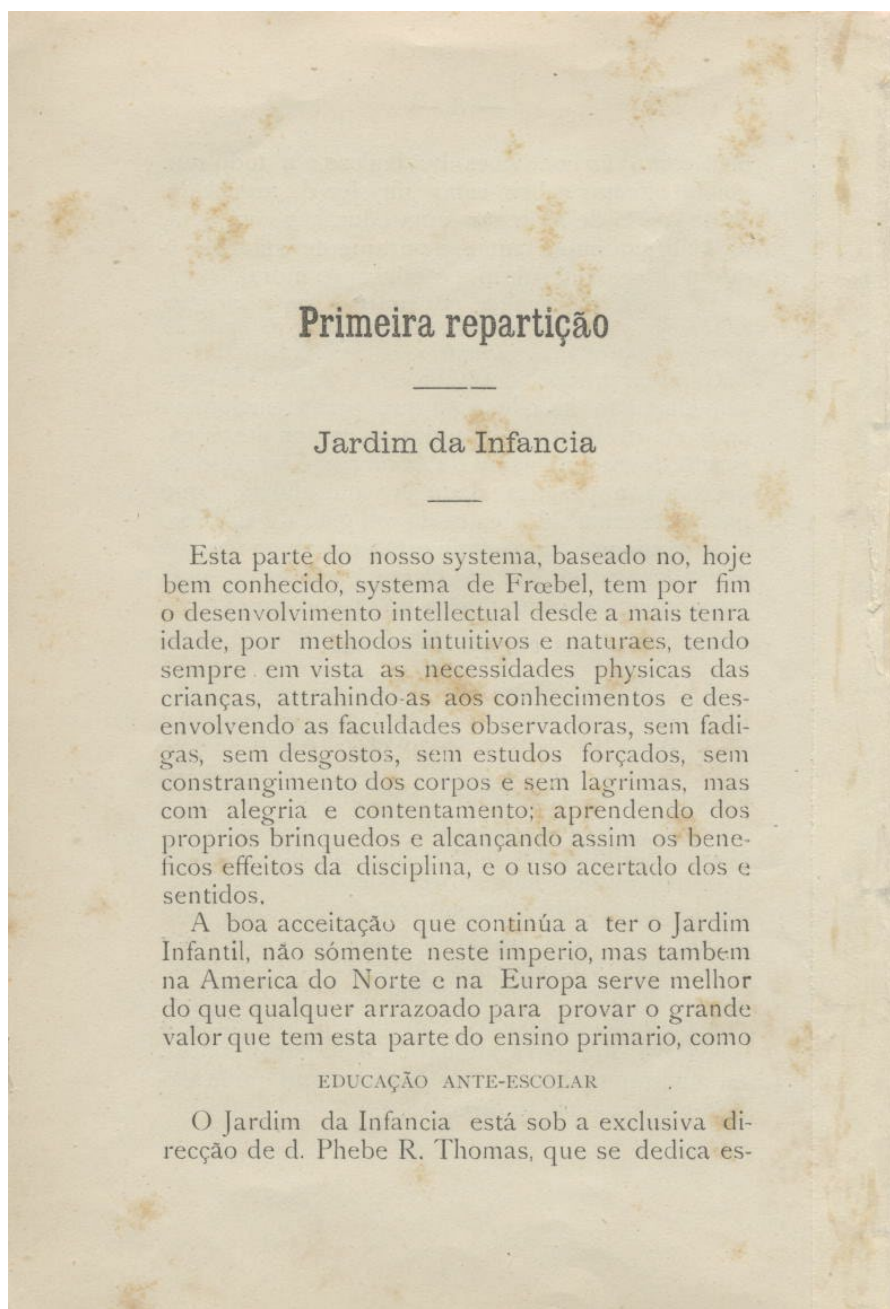 Primeira repartição
Jardim da Infancia
Esta parte do nosso systema, baseado no, hoje
bem conhecido, systema de Frœbel, tem por fim
o desenvolvimento intellectual desde a mais tenra
idade, por methodos intuitivos e naturaes, tendo
sempre em vista as necessidades physicas das
crianças, attrahindo-as aos conhecimentos e des-
envolvendo as faculdades observadoras, sem fadi-
gas, sem desgostos, sem estudos forçados, sem
constrangimento dos corpos e sem lagrimas, mas
com alegria e contentamento; aprendendo dos
proprios brinquedos e alcançando assim os bene-
ficos effeitos da disciplina, e o uso acertado dos e
sentidos.
A boa acceitação que continúa a ter o Jardim
Infantil, não sómente neste imperio, mas tambem
na America do Norte e na Europa serve melhor
do que qualquer arrazoado para provar o grande
valor que tem esta parte do ensino primario, como
EDUCAÇÃO ANTE-ESCOLAR
O Jardim da Infancia está sob a exclusiva di-
recção de d. Phebe R. Thomas, que se dedica es-